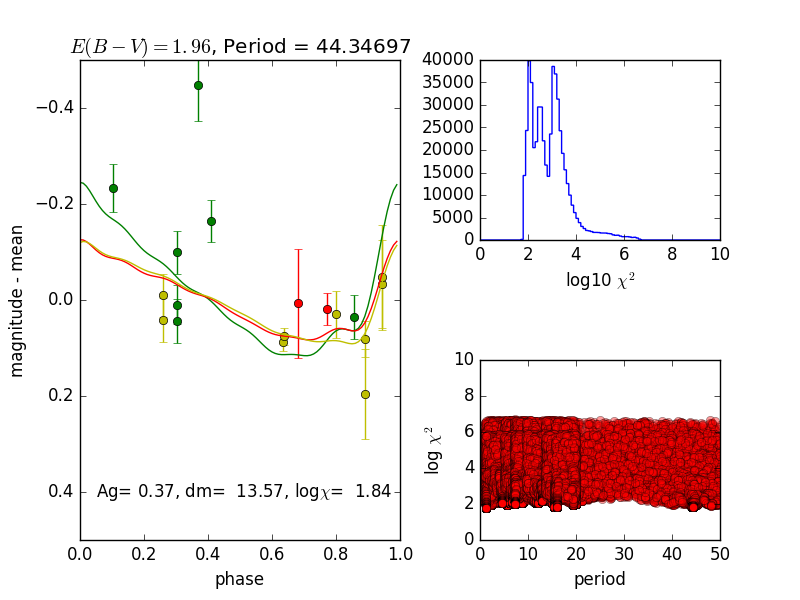 E(B−V)=1.96, Period = 44.34697
−0.4
−0.2
0.0
0.2
0.4
magnitude - mean
Ag= 0.37, dm= 13.57, logχ= 1.84
0.0 0.2 0.4 0.6 0.8 1.0
phase
40000
35000
30000
25000
20000
15000
10000
5000
0
0 2 4 6 8 10
log10 χ²
10
8
6
4
2
0
log χ²
0 10 20 30 40 50
period